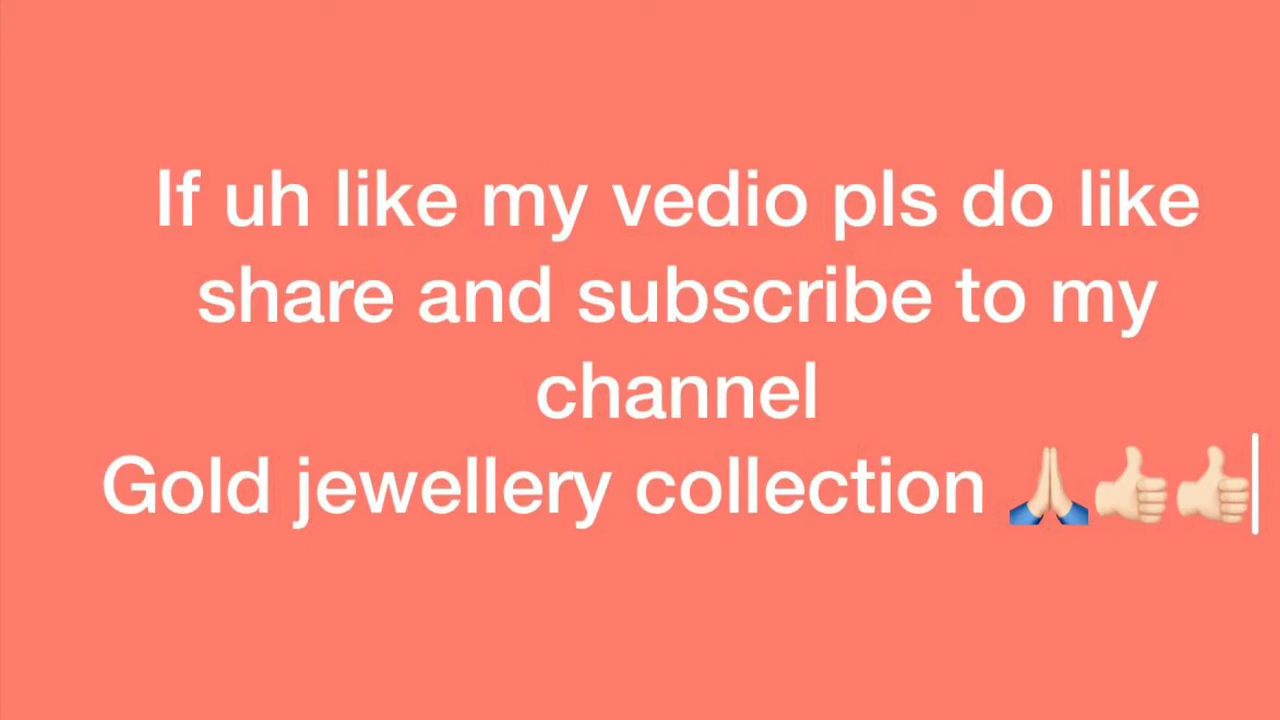 If uh like my vedio pls do like
share and subscribe to my
channel
Gold jewellery collection 🙏🏻👍🏻👍🏻